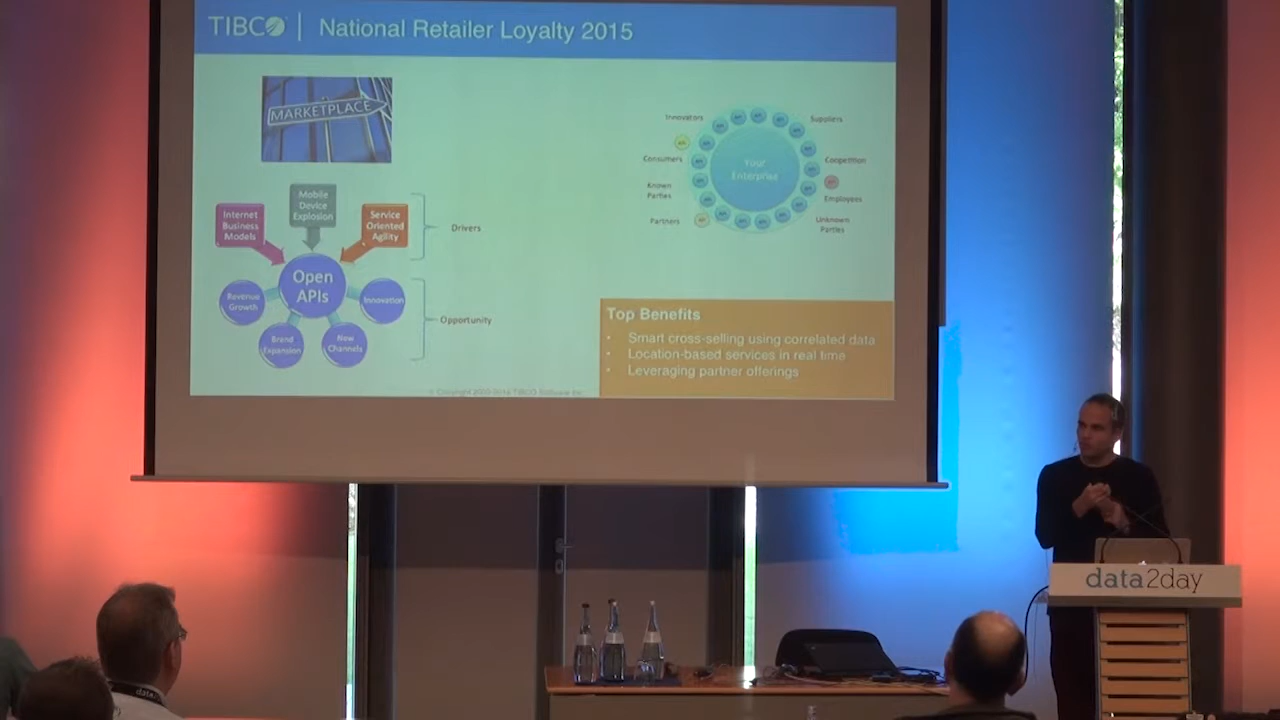 TIBCO | National Retailer Loyalty 2015
MARKETPLACE
Mobile
Device
Explosion
Internet
Business
Models
Service
Oriented
Agility
Drivers
Open
APIs
Revenue
Growth
Innovation
Brand
Expansion
New
Channels
Opportunity
Innovators
Suppliers
Consumers
Coopetition
Your
Enterprise
Known
Parties
Employees
Partners
Unknown
Parties
Top Benefits
• Smart cross-selling using correlated data
• Location-based services in real time
• Leveraging partner offerings
data2day
data